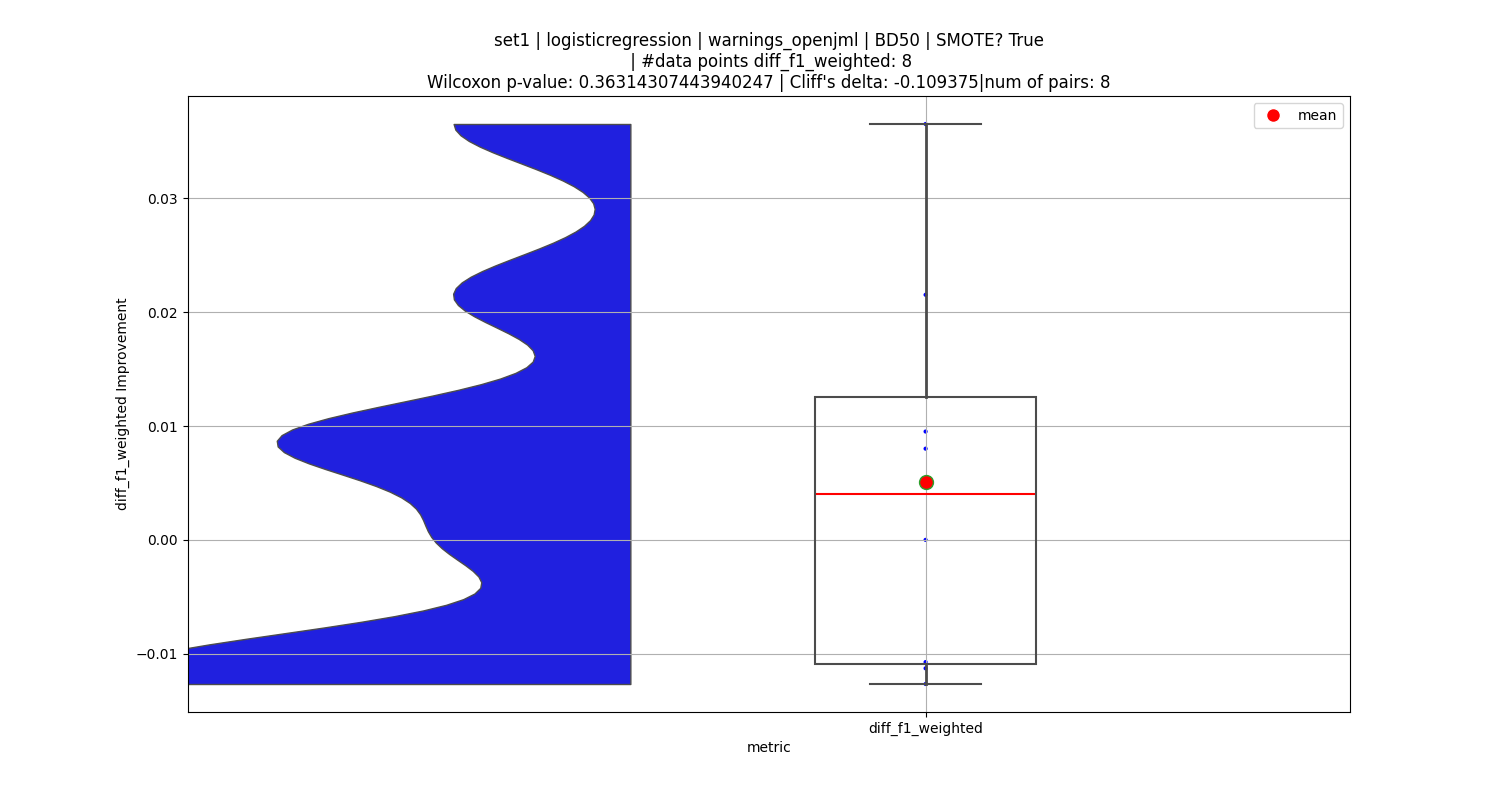 set1 | logisticregression | warnings_openjml | BD50 | SMOTE? True
| #data points diff_f1_weighted: 8
Wilcoxon p-value: 0.36314307443940247 | Cliff's delta: -0.109375|num of pairs: 8
mean
0.03
0.02
0.01
0.00
−0.01
diff_f1_weighted Improvement
diff_f1_weighted
metric